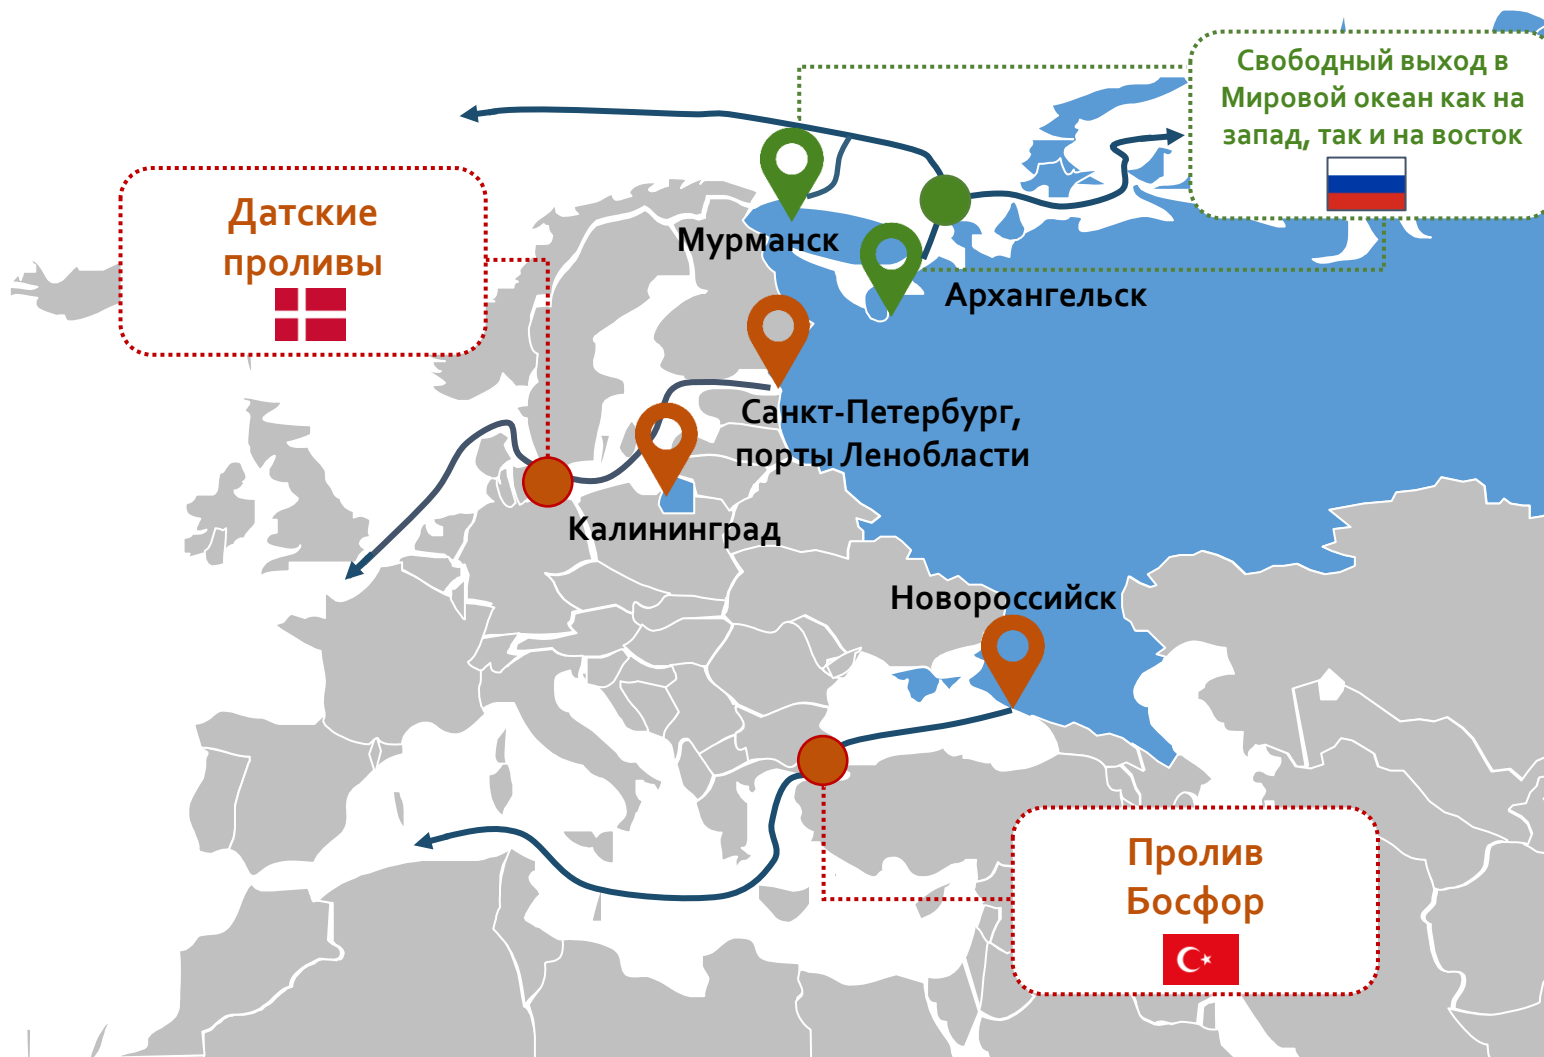 Свободный выход в
Мировой океан как на
запад, так и на восток
Датские
проливы
Мурманск
Архангельск
Санкт-Петербург,
порты Ленобласти
Калининград
Новороссийск
Пролив
Босфор